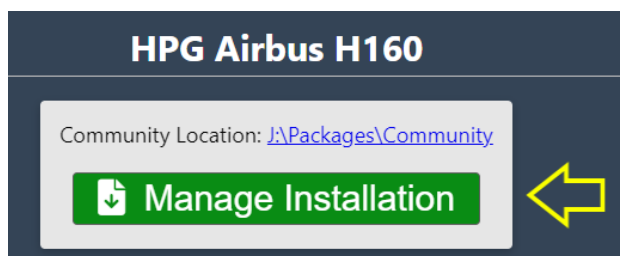 HPG Airbus H160
Community Location: J:\Packages\Community
Manage Installation